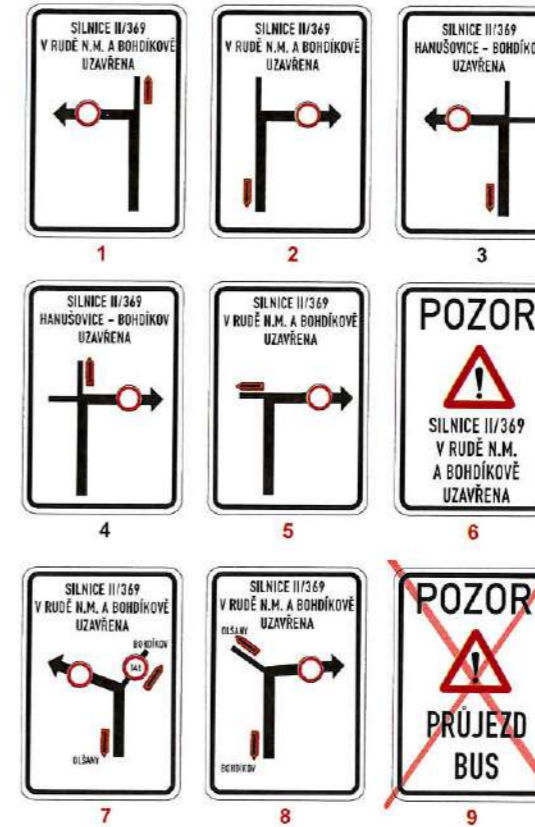 SILNICE II/369
V RUDĚ N.M. A BOHDÍKOVĚ
UZAVŘENA
1
SILNICE II/369
V RUDĚ N.M. A BOHDÍKOVĚ
UZAVŘENA
2
SILNICE II/369
HANUŠOVICE – BOHDÍKO
UZAVŘENA
3
SILNICE II/369
HANUŠOVICE – BOHDÍKOV
UZAVŘENA
4
SILNICE II/369
V RUDĚ N.M. A BOHDÍKOVĚ
UZAVŘENA
5
POZOR
!
SILNICE II/369
V RUDĚ N.M.
A BOHDÍKOVĚ
UZAVŘENA
6
SILNICE II/369
V RUDĚ N.M. A BOHDÍKOVĚ
UZAVŘENA
BOHDÍKOV
OLŠANY
7
SILNICE II/369
V RUDĚ N.M. A BOHDÍKOVĚ
UZAVŘENA
OLŠANY
BOHDÍKOV
8
POZOR
!
PRŮJEZD
BUS
9